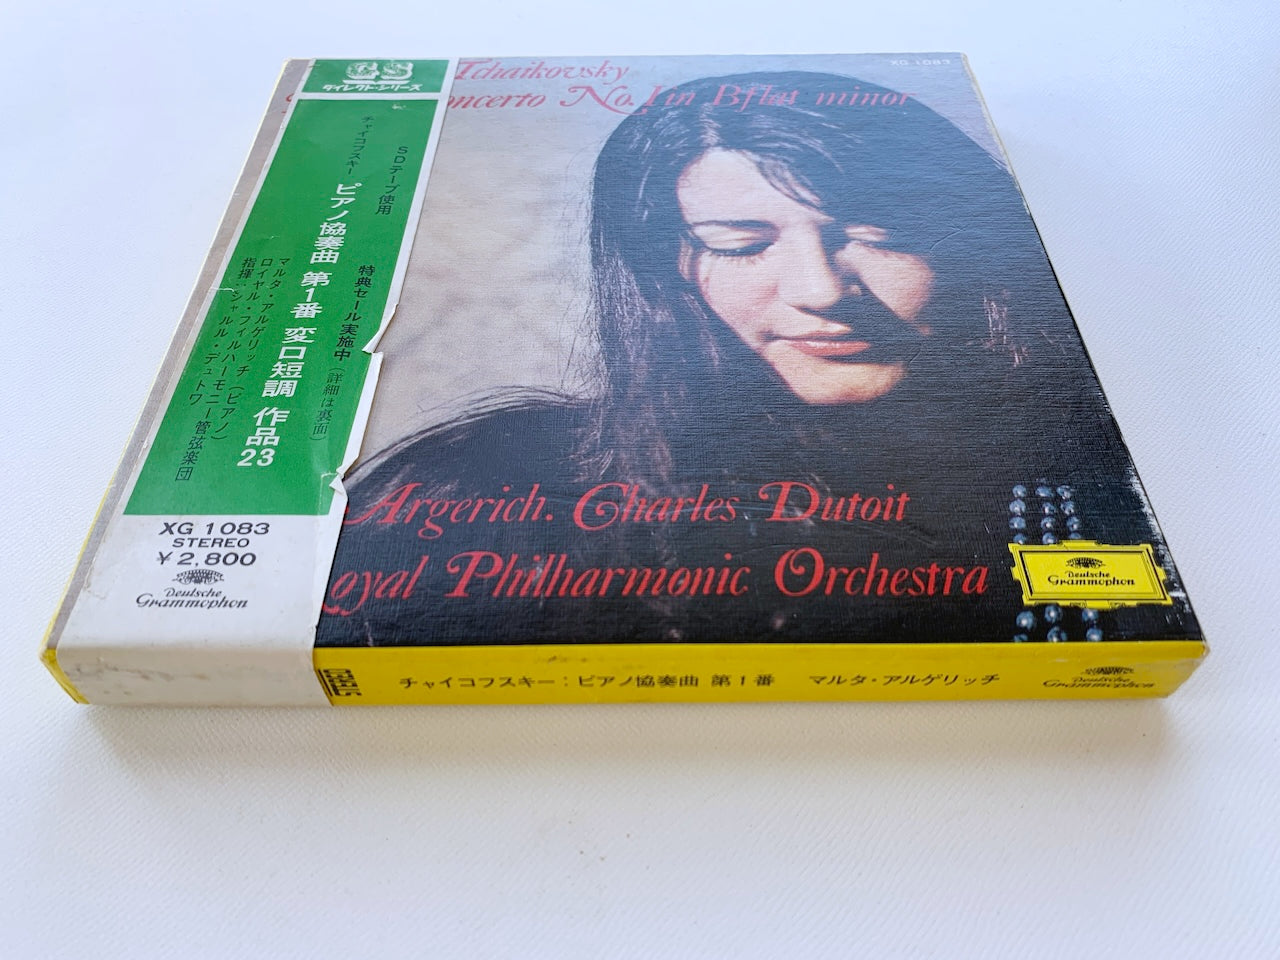 GS
ダイレクト・シリーズ
SDテープ使用
チャイコフスキー
ピアノ協奏曲 第1番 変ロ短調 作品23
特典セール実施中(詳細は裏面)
マルタ・アルゲリッチ(ピアノ)
ロイヤル・フィルハーモニー管弦楽団
指揮:シャルル・デュトワ
XG 1083
STEREO
¥2,800
Deutsche
Grammophon
Tchaikovsky
oncerto No.1 in B flat minor
XG 1083
Argerich. Charles Dutoit
oyal Philharmonic Orchestra
Deutsche
Grammophon
チャイコフスキー:ピアノ協奏曲 第1番 マルタ・アルゲリッチ
Deutsche
Grammophon